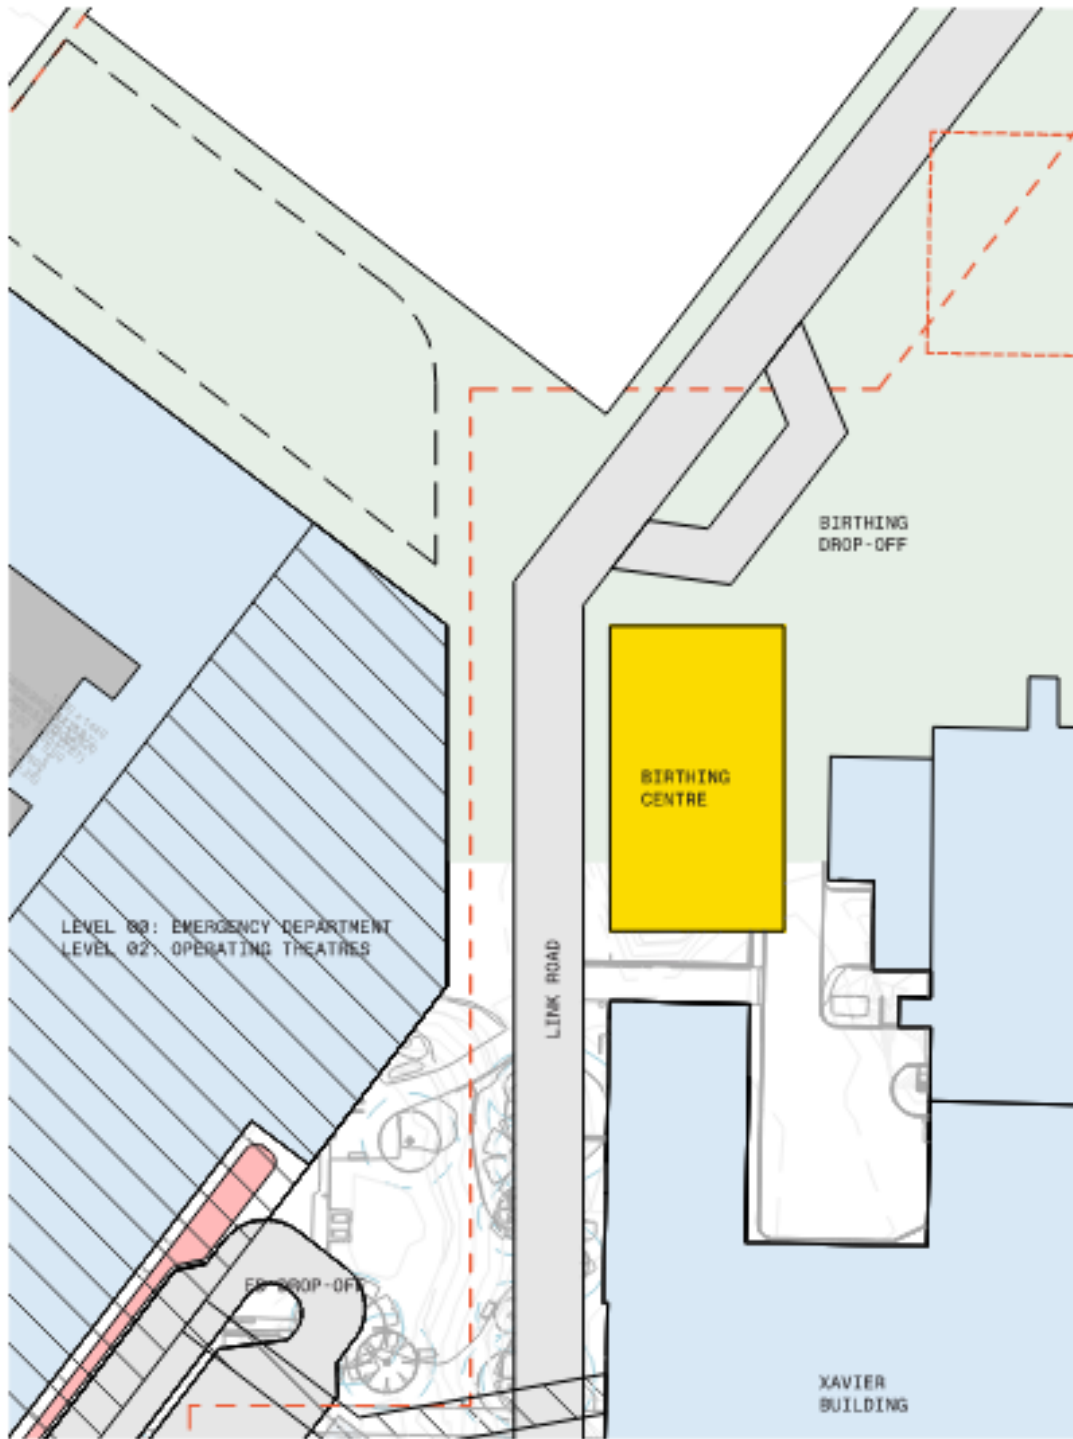 BIRTHING
DROP-OFF
BIRTHING
CENTRE
LEVEL 00: EMERGENCY DEPARTMENT
LEVEL 02: OPERATING THEATRES
LINK ROAD
ED DROP-OFF
XAVIER
BUILDING